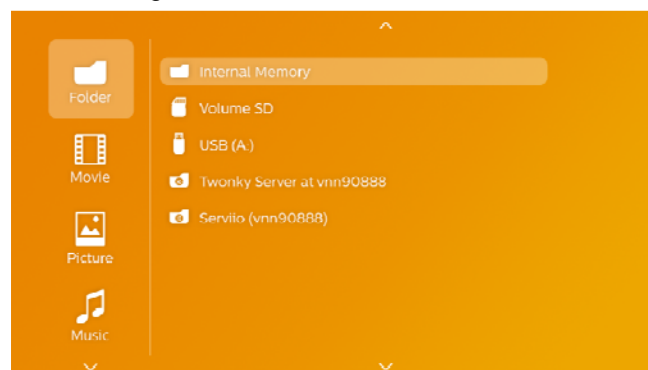 Folder
Movie
Picture
Music
Internal Memory
Volume SD
USB (A:)
Twonky Server at vnn90888
Serviio (vnn90888)